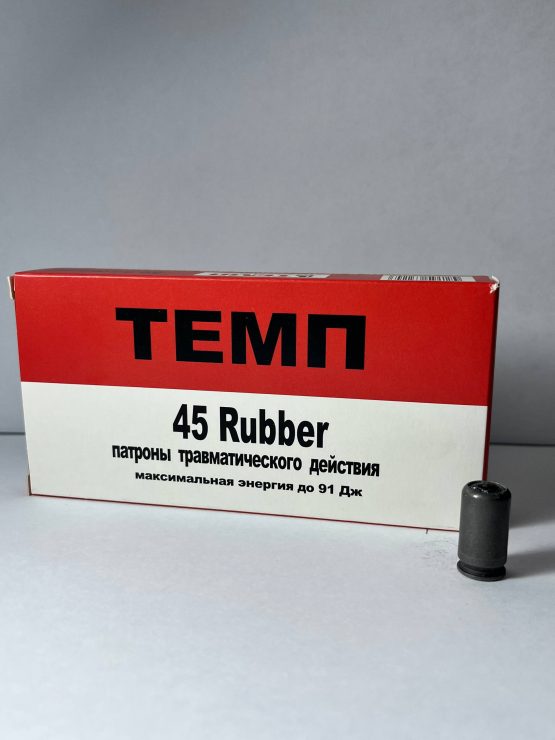 ТЕМП
45 Rubber
патроны травматического действия
максимальная энергия до 91 Дж